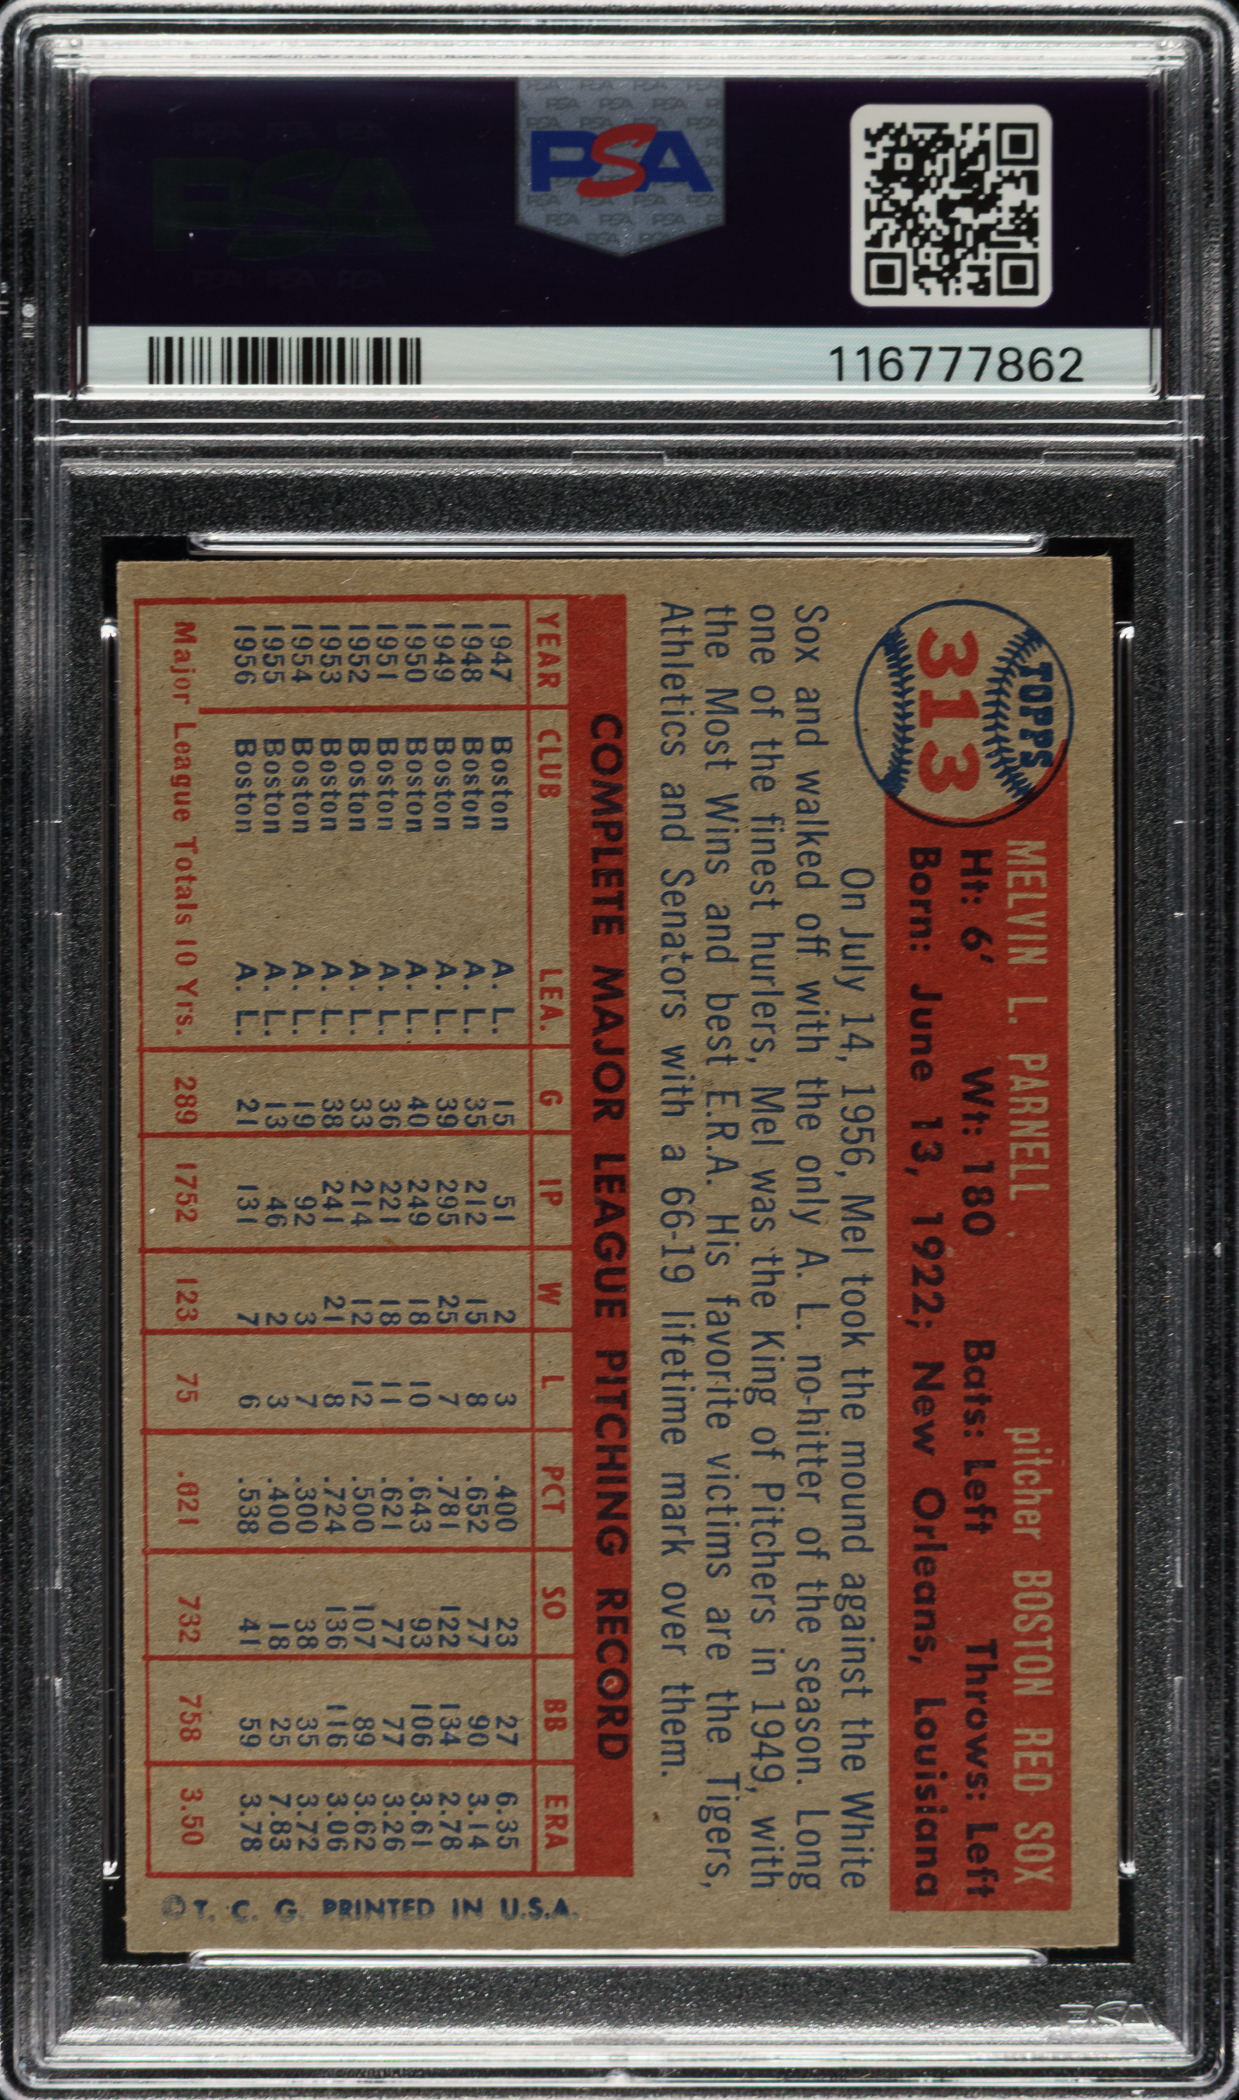 PSA
116777862
TOPPS
313
MELVIN L. PARNELL pitcher BOSTON RED SOX
Ht: 6' Wt: 180 Bats: Left Throws: Left
Born: June 13, 1922; New Orleans, Louisiana
On July 14, 1956, Mel took the mound against the White
Sox and walked off with the only A. L. no-hitter of the season. Long
one of the finest hurlers, Mel was the King of Pitchers in 1949, with
the Most Wins and best E.R.A. His favorite victims are the Tigers,
Athletics and Senators with a 66-19 lifetime mark over them.
COMPLETE MAJOR LEAGUE PITCHING RECORD
YEAR CLUB LEA. G IP W L PCT SO BB ERA
1947 Boston A. L. 15 51 2 3 .400 23 27 6.35
1948 Boston A. L. 35 212 15 8 .652 77 90 3.14
1949 Boston A. L. 39 295 25 7 .781 122 134 2.78
1950 Boston A. L. 40 249 18 10 .643 93 106 3.61
1951 Boston A. L. 36 221 18 11 .621 77 77 3.26
1952 Boston A. L. 33 214 12 12 .500 107 89 3.62
1953 Boston A. L. 38 241 21 8 .724 136 116 3.06
1954 Boston A. L. 19 92 3 7 .300 38 35 3.72
1955 Boston A. L. 13 46 2 3 .400 18 25 7.83
1956 Boston A. L. 21 131 7 6 .538 41 59 3.78
Major League Totals 10 Yrs. 289 1752 123 75 .621 732 758 3.50
© T. C. G. PRINTED IN U.S.A.
PSA